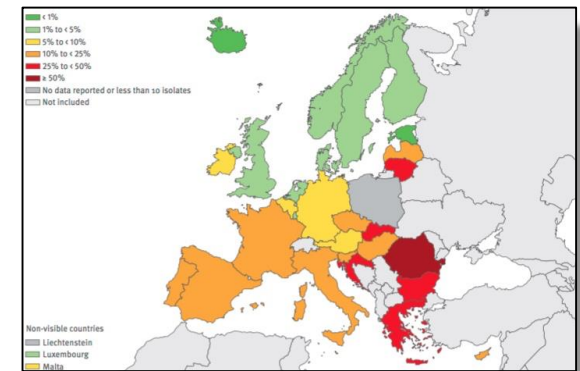 < 1%
1% to < 5%
5% to < 10%
10% to < 25%
25% to < 50%
≥ 50%
No data reported or less than 10 isolates
Not included
Non-visible countries
Liechtenstein
Luxembourg
Malta